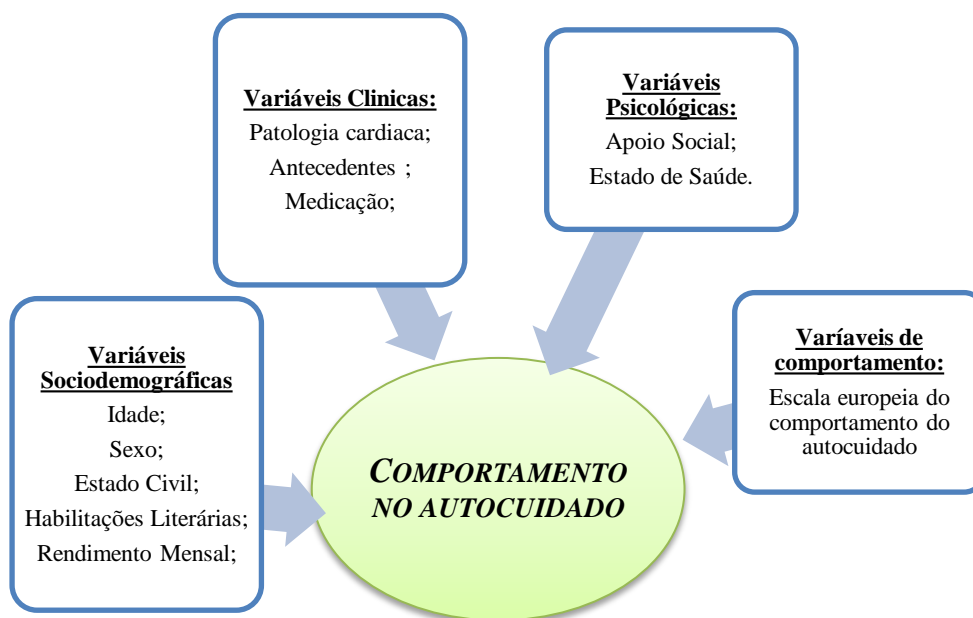 Variáveis Clinicas:
Patologia cardiaca;
Antecedentes ;
Medicação;
Variáveis
Psicológicas:
Apoio Social;
Estado de Saúde.
Variáveis
Sociodemográficas
Idade;
Sexo;
Estado Civil;
Habilitações Literárias;
Rendimento Mensal;
Varíaveis de
comportamento:
Escala europeia do
comportamento do
autocuidado
COMPORTAMENTO
NO AUTOCUIDADO